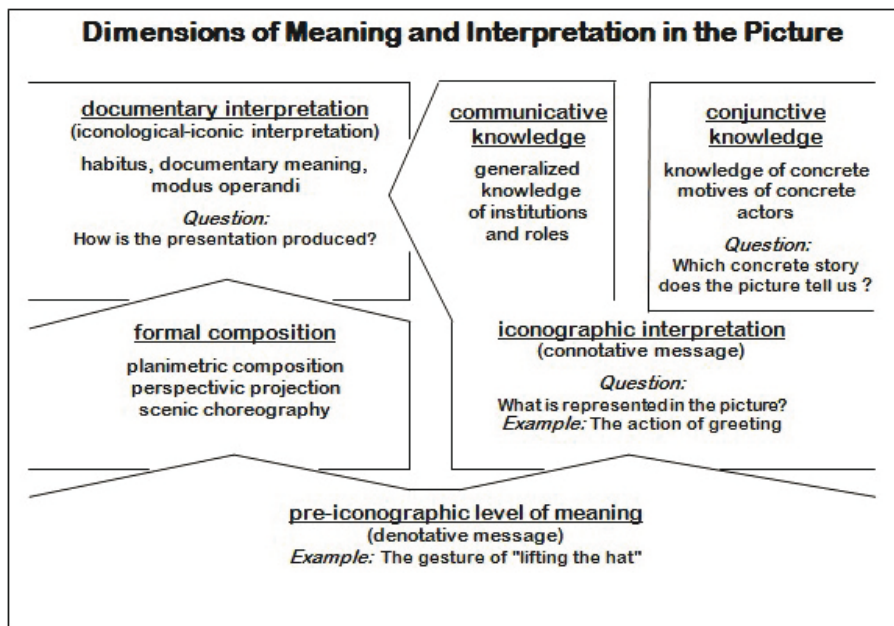 Dimensions of Meaning and Interpretation in the Picture
documentary interpretation
(iconological-iconic interpretation)
habitus, documentary meaning,
modus operandi
Question:
How is the presentation produced?
communicative
knowledge
generalized
knowledge
of institutions
and roles
conjunctive
knowledge
knowledge of concrete
motives of concrete
actors
Question:
Which concrete story
does the picture tell us ?
formal composition
planimetric composition
perspectivic projection
scenic choreography
iconographic interpretation
(connotative message)
Question:
What is represented in the picture?
Example: The action of greeting
pre-iconographic level of meaning
(denotative message)
Example: The gesture of "lifting the hat"